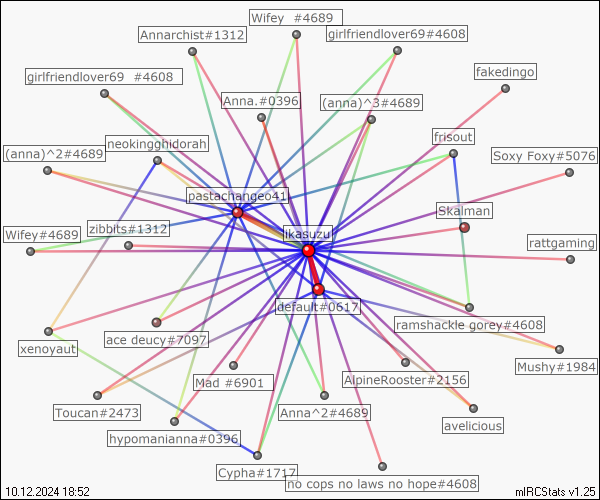 Wifey  #4689
Annarchist#1312
girlfriendlover69#4608
girlfriendlover69  #4608
fakedingo
Anna.#0396
(anna)^3#4689
neokingghidorah
frisout
(anna)^2#4689
Soxy Foxy#5076
pastachangeo41
Skalman
zibbits#1312
Wifey#4689
jkasuzu
rattgaming
default#0617
ramshackle gorey#4608
ace deucy#7097
xenoyaut
Mushy#1984
Mad #6901
AlpineRooster#2156
Toucan#2473
Anna^2#4689
avelicious
hypomanianna#0396
Cypha#1717
no cops no laws no hope#4608
10.12.2024 18:52
mIRCStats v1.25